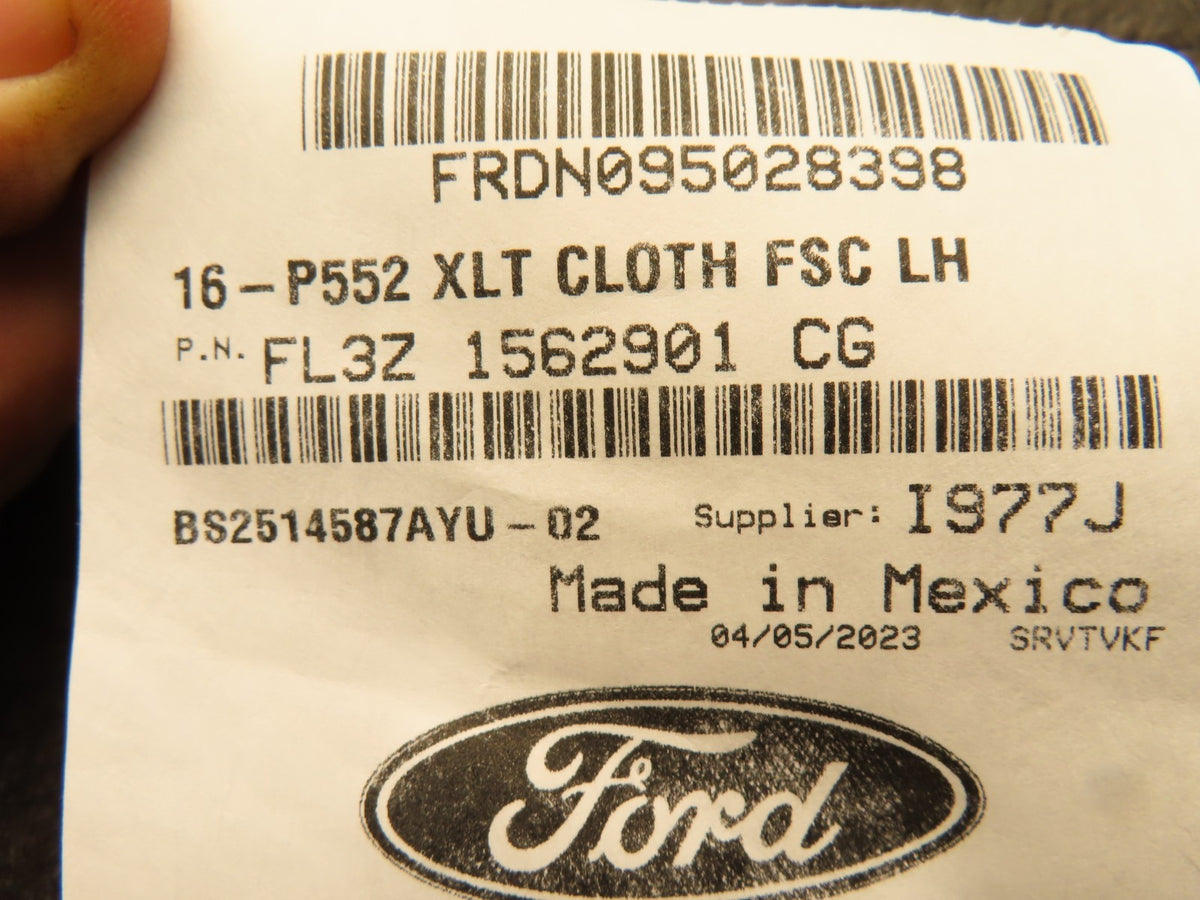 FRDN095028398
16-P552 XLT CLOTH FSC LH
P.N. FL3Z 1562901 CG
BS2514587AYU-02 Supplier: I977J
Made in Mexico
04/05/2023 SRVTVKF
Ford